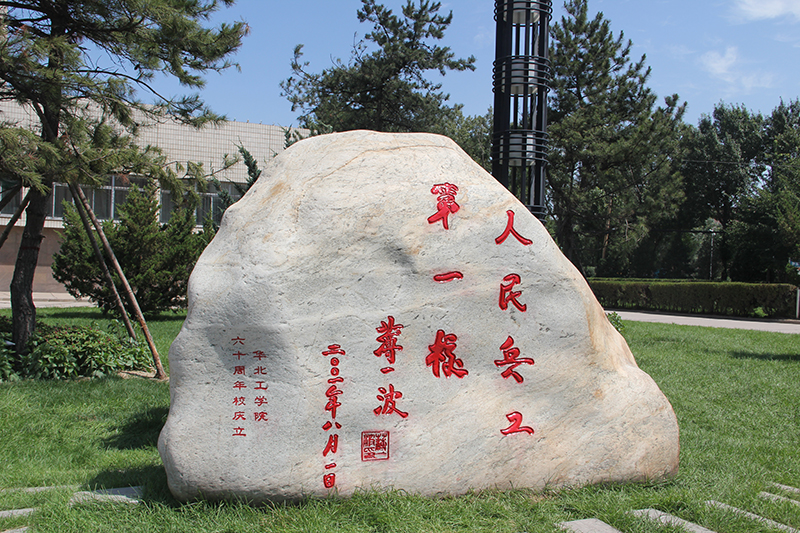 人民兵工
第一校
薄一波
二〇〇一年八月一日
华北工学院
六十周年校庆立